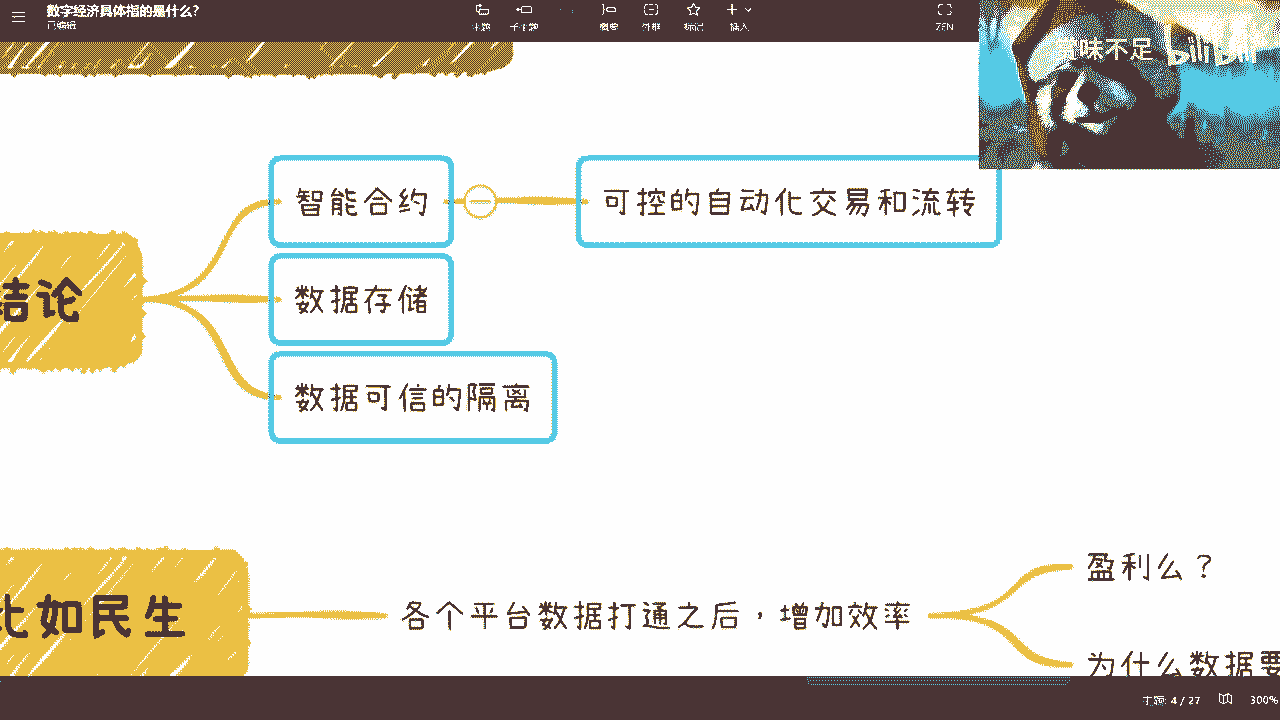 数字经济具体指的是什么？
已编辑
主题
子主题
概要
外框
标记
插入
ZEN
味不足 bilibili
智能合约
可控的自动化交易和流转
结论
数据存储
数据可信的隔离
比如民生
各个平台数据打通之后，增加效率
盈利么？
为什么数据要
主题: 4 / 27
300%